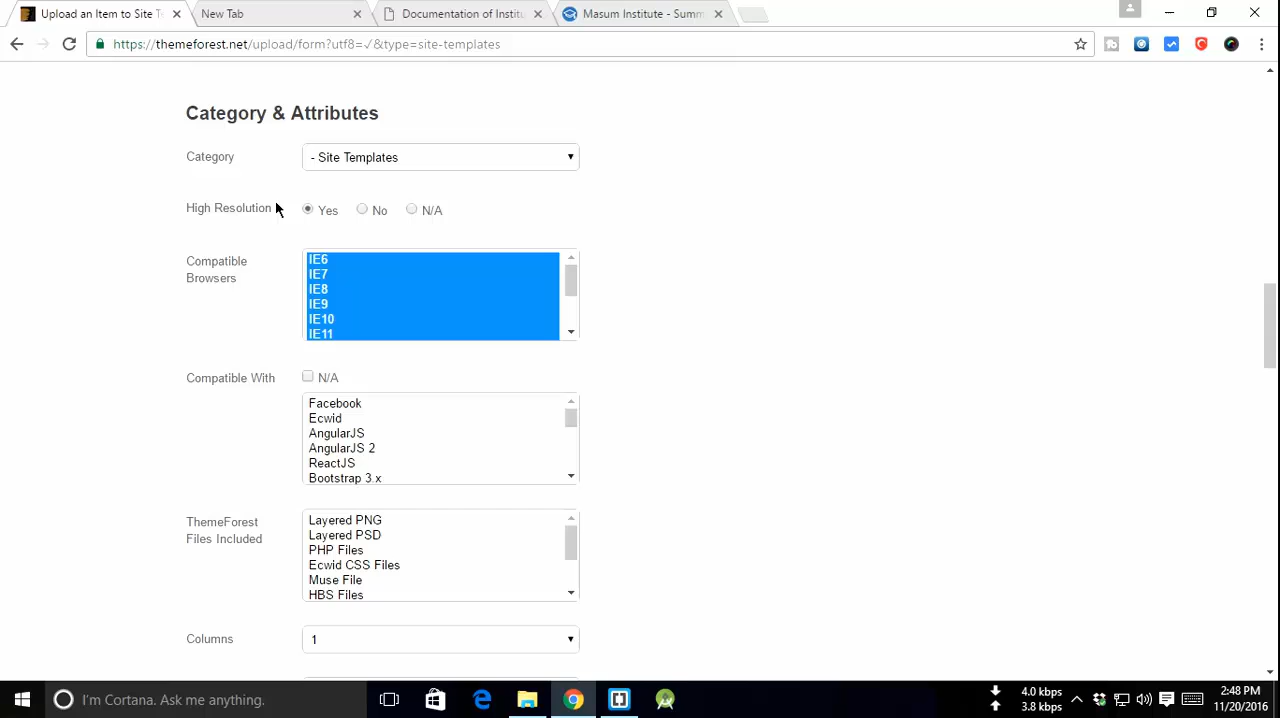 Upload an Item to Site T
New Tab
Documentation of Institu
Masum Institute - Summ
https://themeforest.net/upload/form?utf8=✓&type=site-templates
Category & Attributes
Category
- Site Templates
High Resolution
Yes
No
N/A
Compatible
Browsers
IE6
IE7
IE8
IE9
IE10
IE11
Compatible With
N/A
Facebook
Ecwid
AngularJS
AngularJS 2
ReactJS
Bootstrap 3.x
ThemeForest
Files Included
Layered PNG
Layered PSD
PHP Files
Ecwid CSS Files
Muse File
HBS Files
Columns
1
I'm Cortana. Ask me anything.
4.0 kbps
3.8 kbps
2:48 PM
11/20/2016